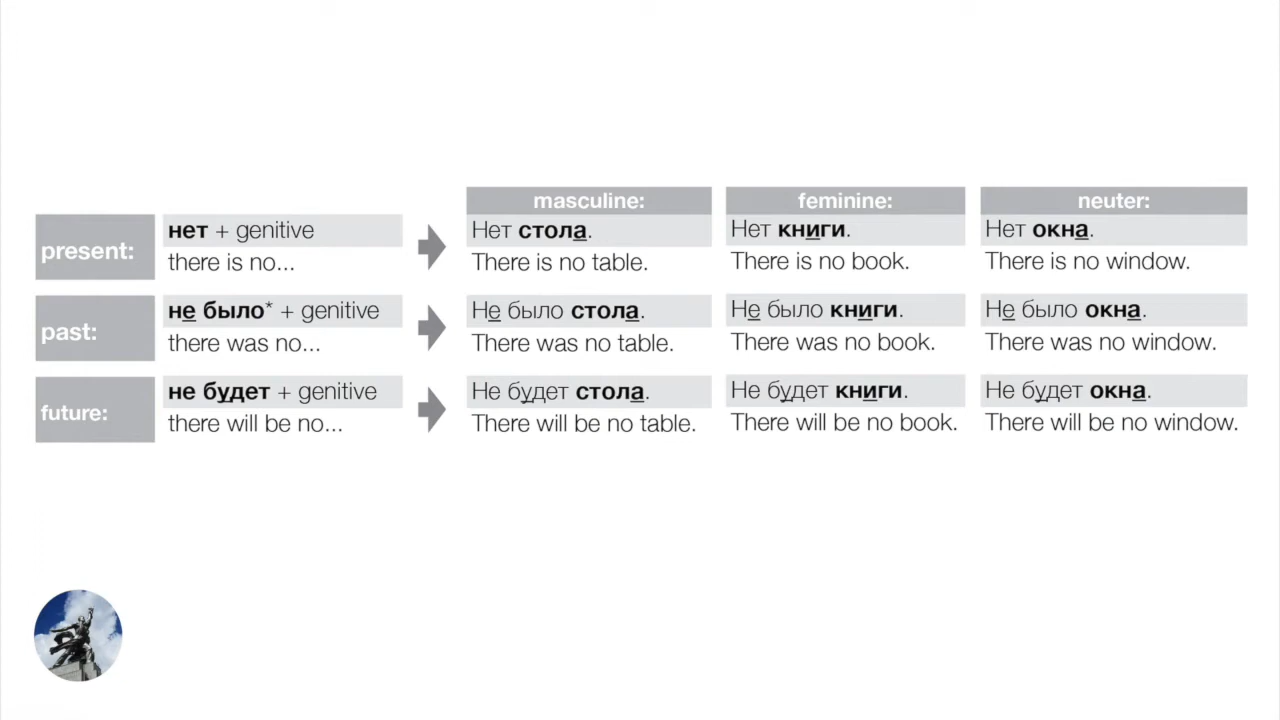 masculine: feminine: neuter:
present: нет + genitive Нет стола. Нет книги. Нет окна.
there is no... There is no table. There is no book. There is no window.
past: не было* + genitive Не было стола. Не было книги. Не было окна.
there was no... There was no table. There was no book. There was no window.
future: не будет + genitive Не будет стола. Не будет книги. Не будет окна.
there will be no... There will be no table. There will be no book. There will be no window.